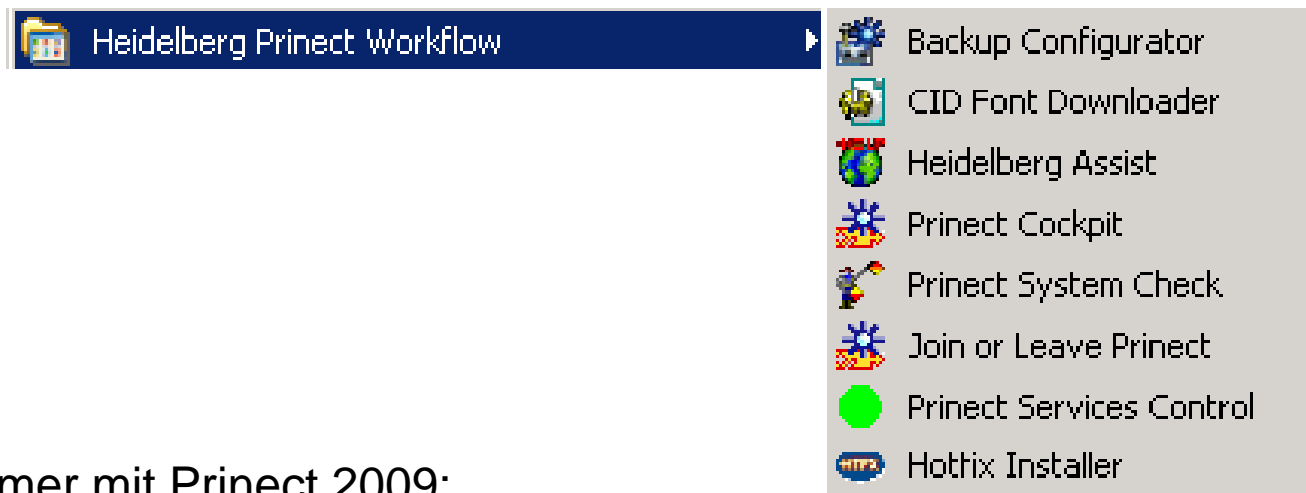 Heidelberg Prinect Workflow
Backup Configurator
CID Font Downloader
Heidelberg Assist
Prinect Cockpit
Prinect System Check
Join or Leave Prinect
Prinect Services Control
Hotfix Installer
mer mit Prinect 2009: